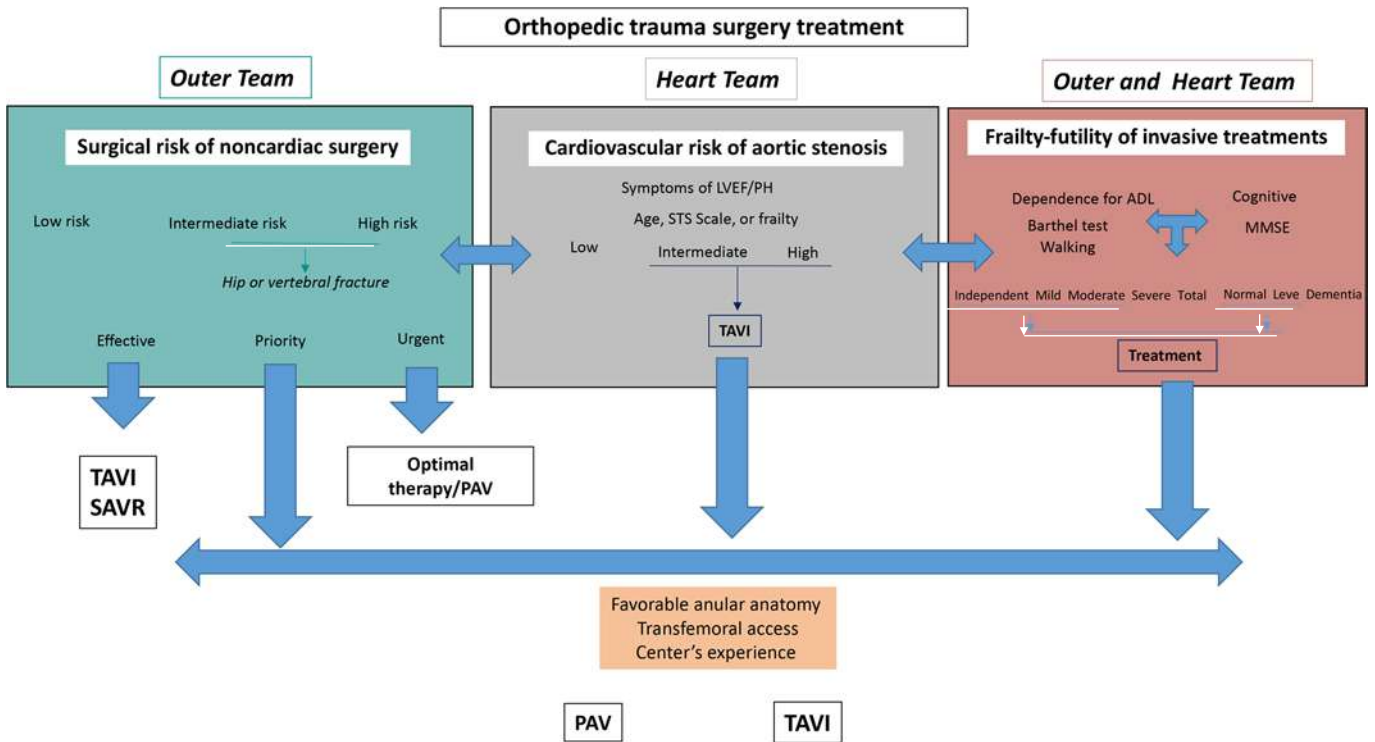 Orthopedic trauma surgery treatment
Outer Team
Heart Team
Outer and Heart Team
Surgical risk of noncardiac surgery
Low risk
Intermediate risk
High risk
Hip or vertebral fracture
Effective
Priority
Urgent
Cardiovascular risk of aortic stenosis
Symptoms of LVEF/PH
Age, STS Scale, or frailty
Low
Intermediate
High
TAVI
Frailty-futility of invasive treatments
Dependence for ADL
Barthel test
Walking
Cognitive
MMSE
Independent Mild Moderate Severe Total
Normal Leve Dementia
Treatment
TAVI
SAVR
Optimal
therapy/PAV
Favorable anular anatomy
Transfemoral access
Center's experience
PAV
TAVI